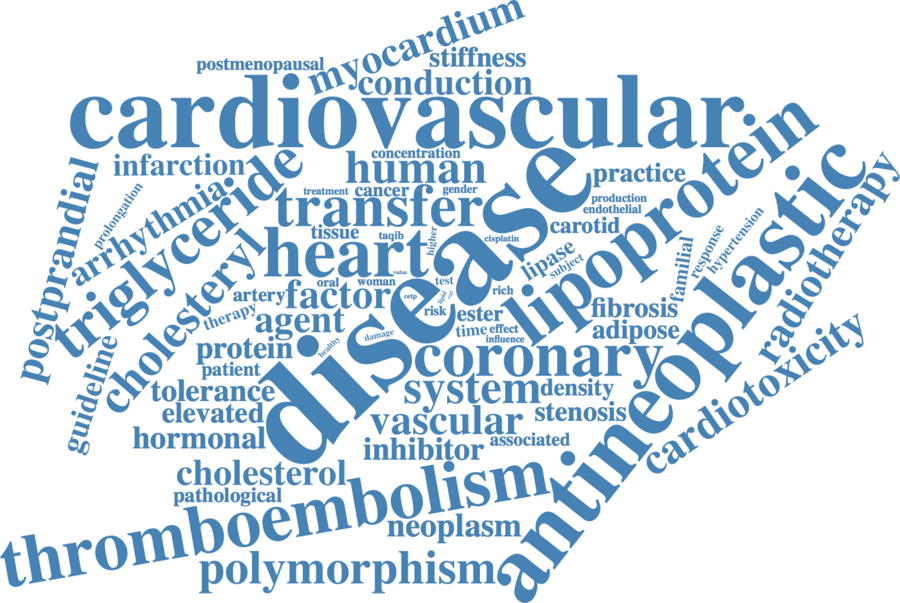 myocardium
postmenopausal
stiffness
conduction
cardiovascular
infarction
concentration
human
practice
lipoprotein
postprandial
prolongation
arrhythmia
triglyceride
treatment
cancer
gender
production
endothelial
transfer
carotid
antineoplastic
radiotherapy
tissue
taqib
higher
cisplatin
disease
heart
value
lipase
subject
familial
response
hypertension
cholesteryl
oral
woman
test
rich
artery
factor
cetp
lipid
risk
ester
fibrosis
therapy
agent
time
effect
adipose
guideline
protein
healthy
damage
influence
coronary
patient
tolerance
system
density
cardiotoxicity
elevated
vascular
stenosis
hormonal
inhibitor
associated
cholesterol
pathological
thromboembolism
neoplasm
polymorphism